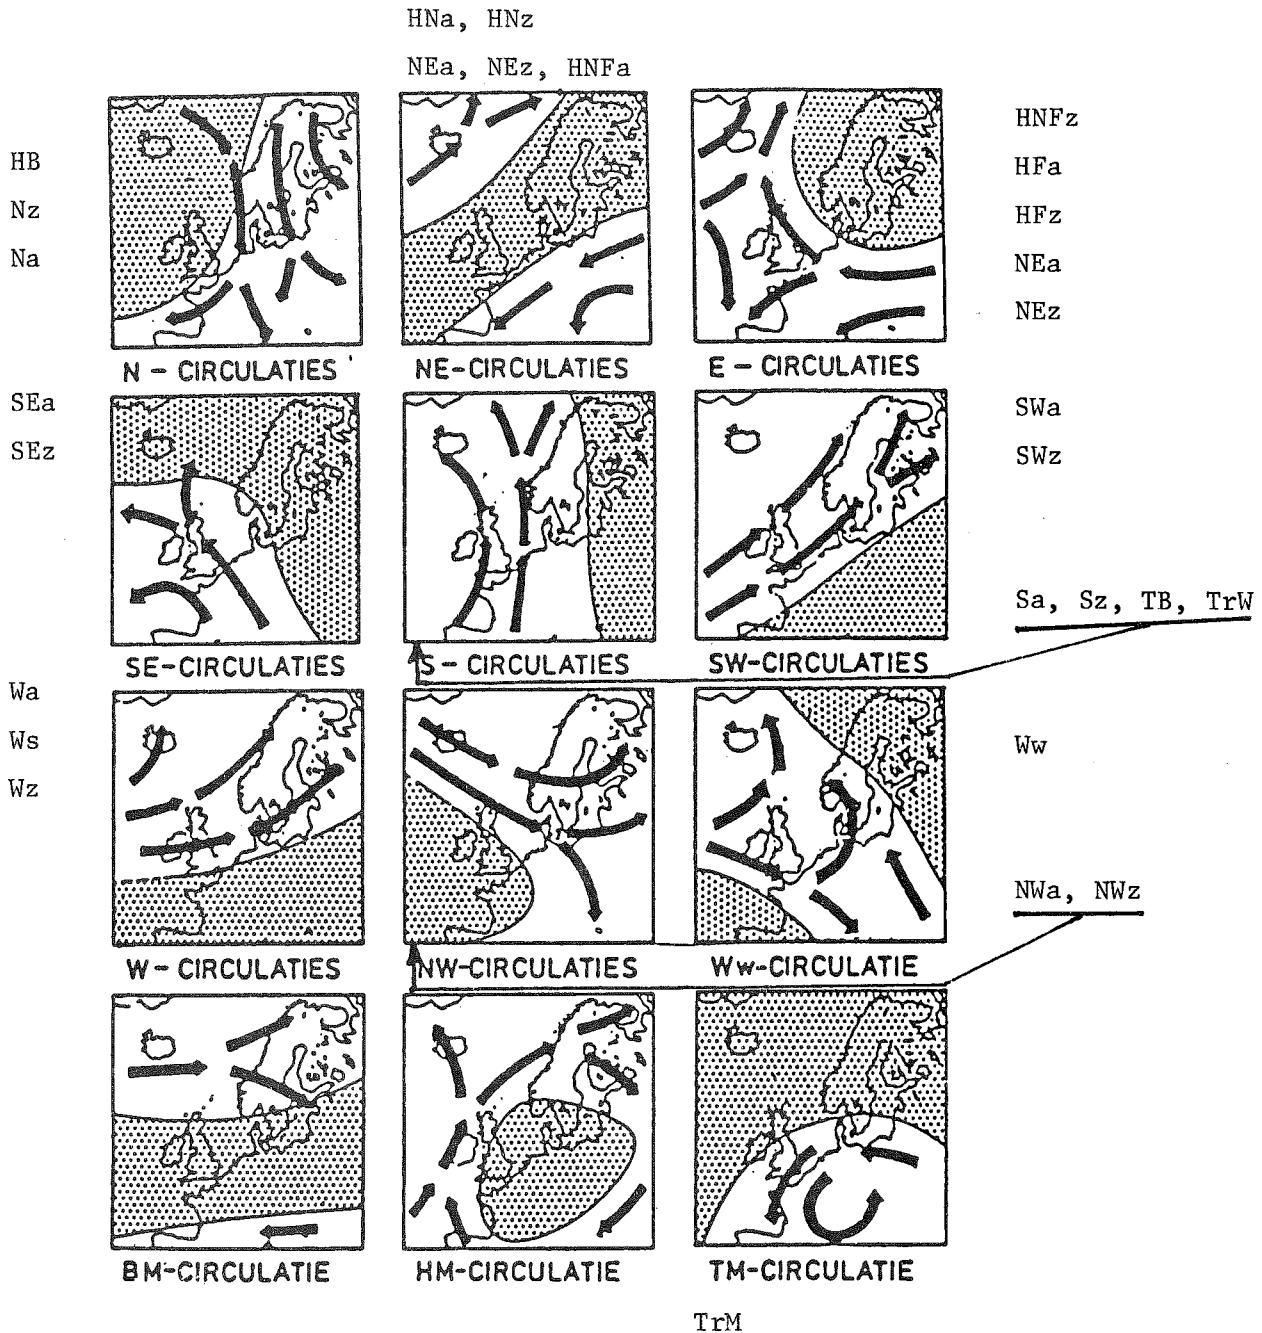 HNa, HNz
NEa, NEz, HNFa
HB
Nz
Na
HNFz
HFa
HFz
NEa
NEz
N - CIRCULATIES
NE-CIRCULATIES
E - CIRCULATIES
SEa
SEz
SWa
SWz
Sa, Sz, TB, TrW
SE-CIRCULATIES
S - CIRCULATIES
SW-CIRCULATIES
Wa
Ws
Wz
Ww
NWa, NWz
W - CIRCULATIES
NW-CIRCULATIES
Ww-CIRCULATIE
BM-CIRCULATIE
HM-CIRCULATIE
TM-CIRCULATIE
TrM